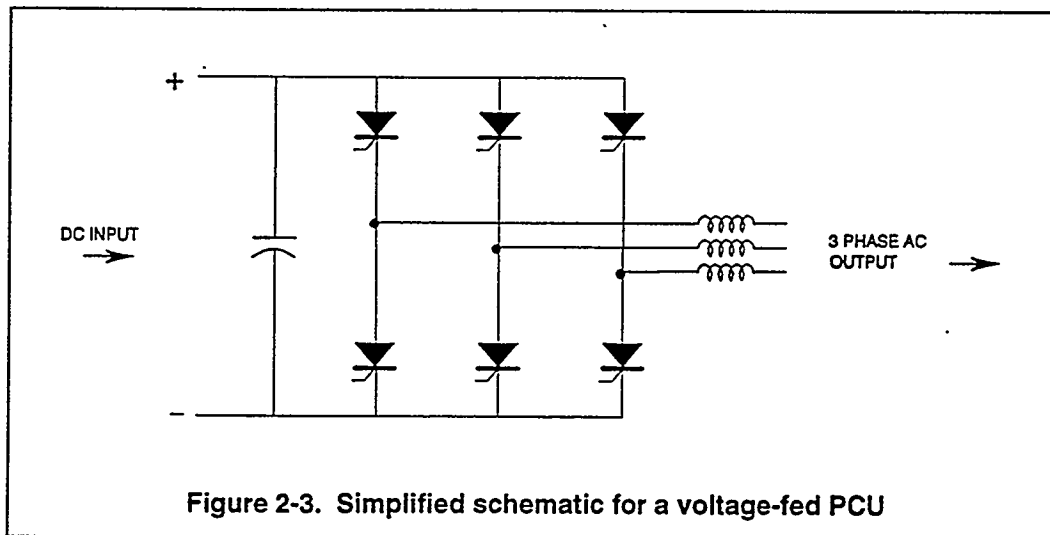 +
DC INPUT
3 PHASE AC
OUTPUT
−
Figure 2-3. Simplified schematic for a voltage-fed PCU